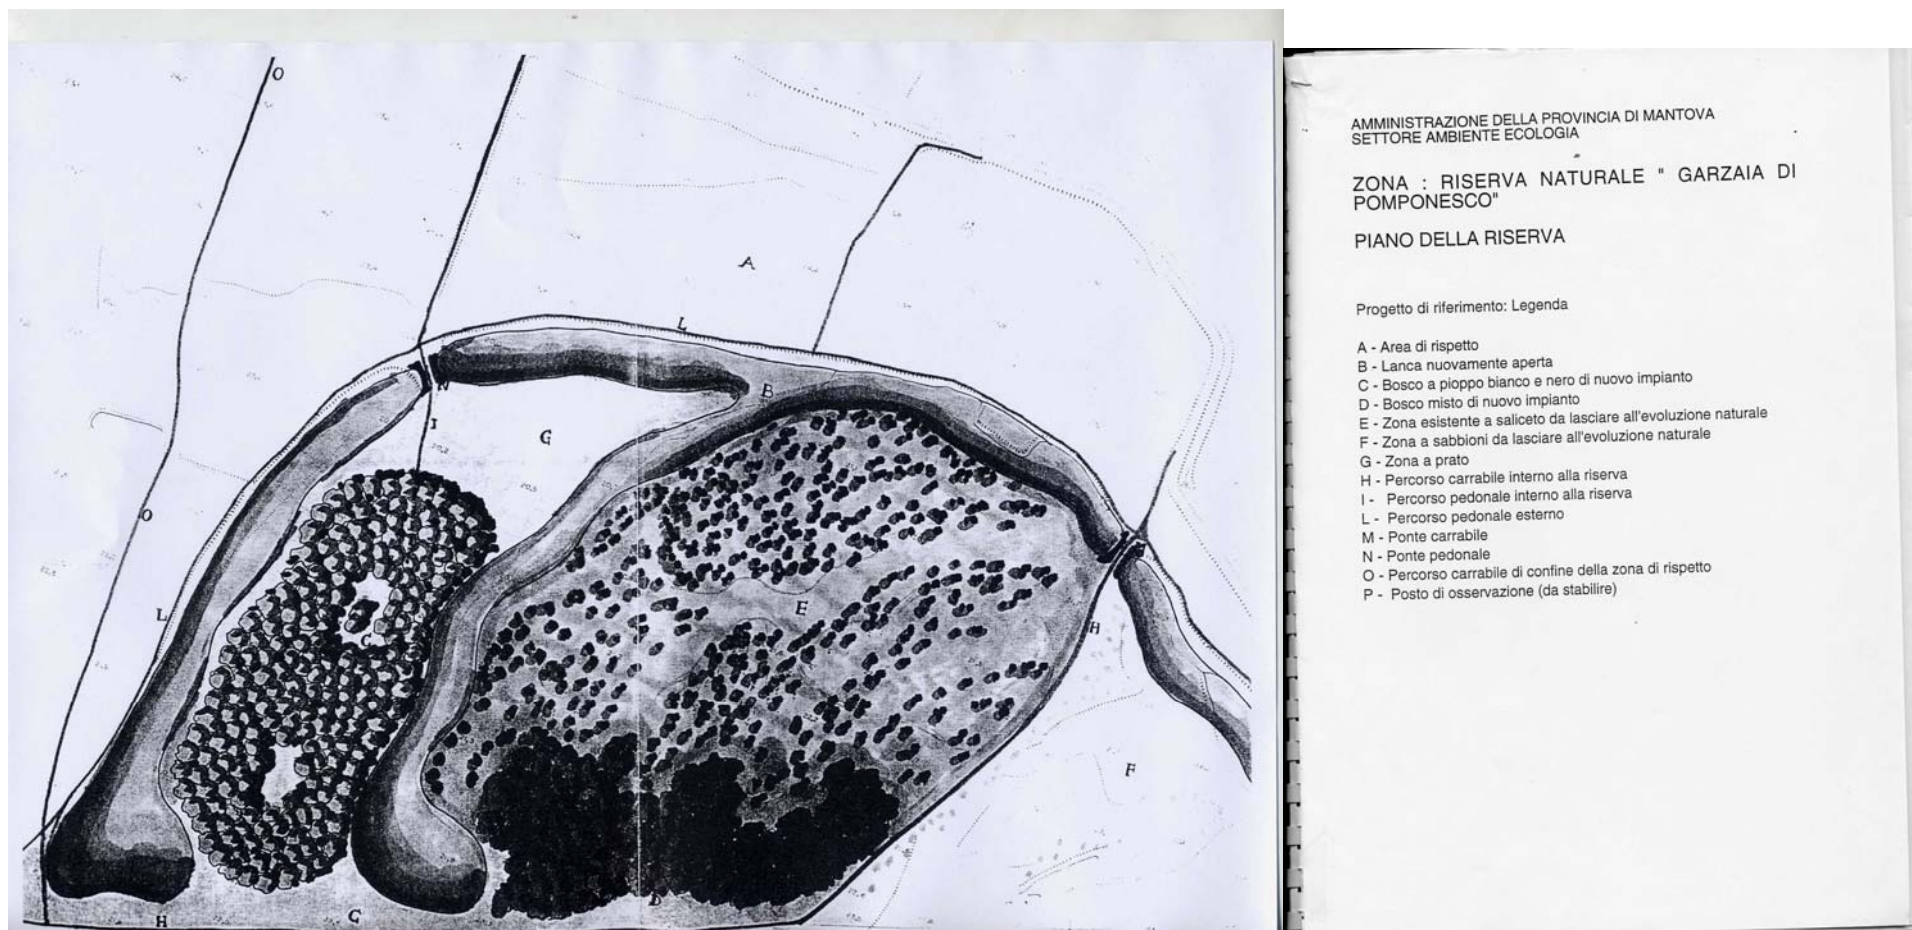 O
A
L
B
N
I
G
O
E
L
C
H
F
D
H
C
AMMINISTRAZIONE DELLA PROVINCIA DI MANTOVA
SETTORE AMBIENTE ECOLOGIA
ZONA : RISERVA NATURALE " GARZAIA DI
POMPONESCO"
PIANO DELLA RISERVA
Progetto di riferimento: Legenda
A - Area di rispetto
B - Lanca nuovamente aperta
C - Bosco a pioppo bianco e nero di nuovo impianto
D - Bosco misto di nuovo impianto
E - Zona esistente a saliceto da lasciare all'evoluzione naturale
F - Zona a sabbioni da lasciare all'evoluzione naturale
G - Zona a prato
H - Percorso carrabile interno alla riserva
I - Percorso pedonale interno alla riserva
L - Percorso pedonale esterno
M - Ponte carrabile
N - Ponte pedonale
O - Percorso carrabile di confine della zona di rispetto
P - Posto di osservazione (da stabilire)